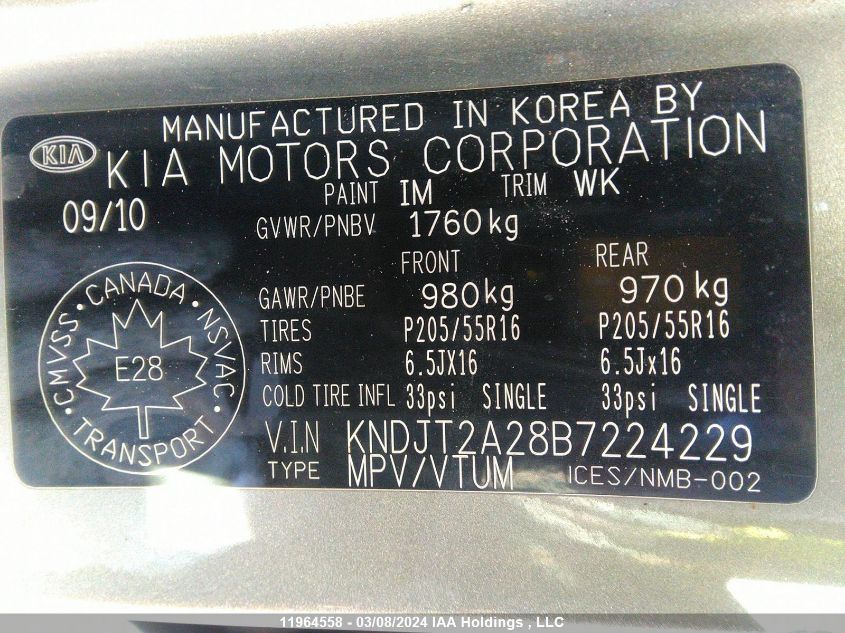 MANUFACTURED IN KOREA BY
KIA KIA MOTORS CORPORATION
PAINT IM TRIM WK
09/10 GVWR/PNBV 1760kg
FRONT REAR
GAWR/PNBE 980kg 970kg
TIRES P205/55R16 P205/55R16
RIMS 6.5JX16 6.5Jx16
COLD TIRE INFL 33psi SINGLE 33psi SINGLE
V.I.N KNDJT2A28B7224229
TYPE MPV/VTUM ICES/NMB-002
CMVSS • CANADA • NSVAC • TRANSPORT •
E28
11964558 - 03/08/2024 IAA Holdings , LLC